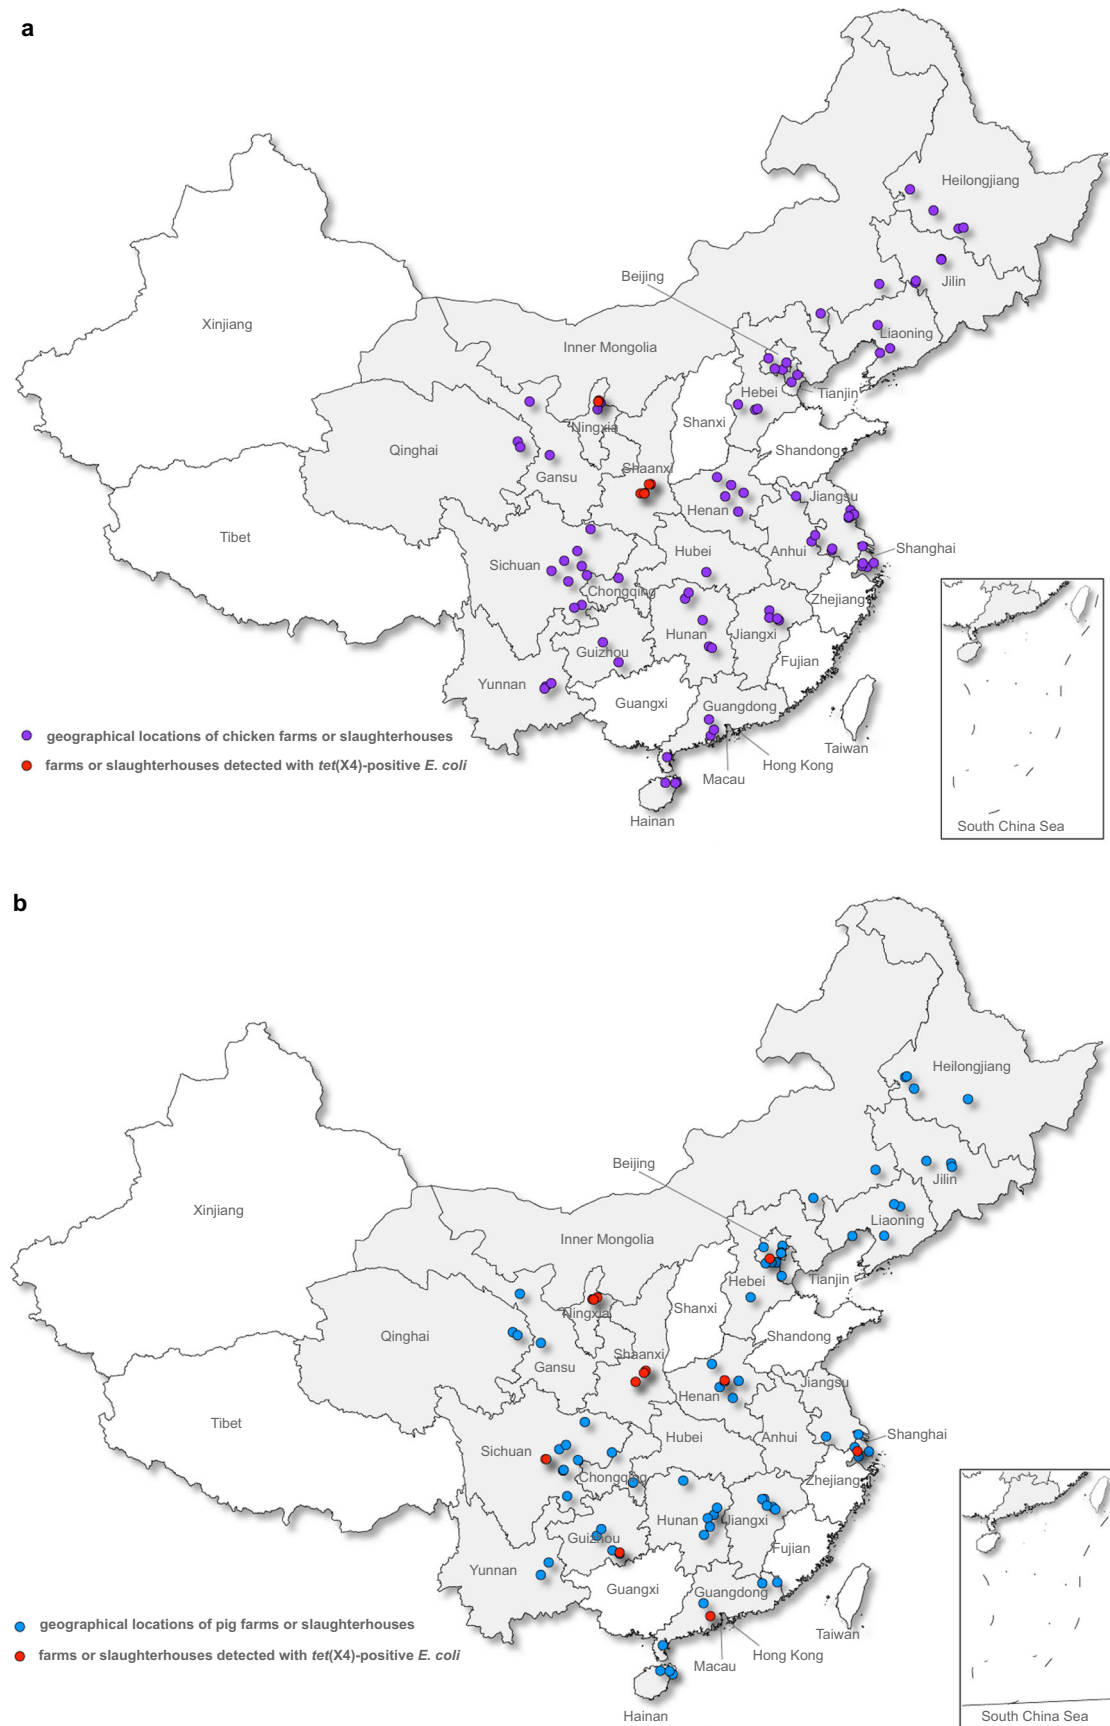 a
Heilongjiang
Beijing
Jilin
Xinjiang
Liaoning
Inner Mongolia
Hebei
Tianjin
Ningxia
Shanxi
Qinghai
Shandong
Gansu
Shaanxi
Jiangsu
Henan
Tibet
Hubei
Anhui
Shanghai
Sichuan
Chongqing
Zhejiang
Hunan
Jiangxi
Guizhou
Fujian
Yunnan
Guangxi
Guangdong
geographical locations of chicken farms or slaughterhouses
Taiwan
farms or slaughterhouses detected with tet(X4)-positive E. coli
Hong Kong
Macau
Hainan
South China Sea
b
Heilongjiang
Beijing
Jilin
Xinjiang
Liaoning
Inner Mongolia
Hebei
Tianjin
Ningxia
Shanxi
Qinghai
Shandong
Shaanxi
Gansu
Jiangsu
Henan
Tibet
Hubei
Anhui
Shanghai
Sichuan
Chongqing
Zhejiang
Hunan
Jiangxi
Guizhou
Fujian
Yunnan
Guangxi
Guangdong
geographical locations of pig farms or slaughterhouses
Taiwan
farms or slaughterhouses detected with tet(X4)-positive E. coli
Hong Kong
Macau
Hainan
South China Sea